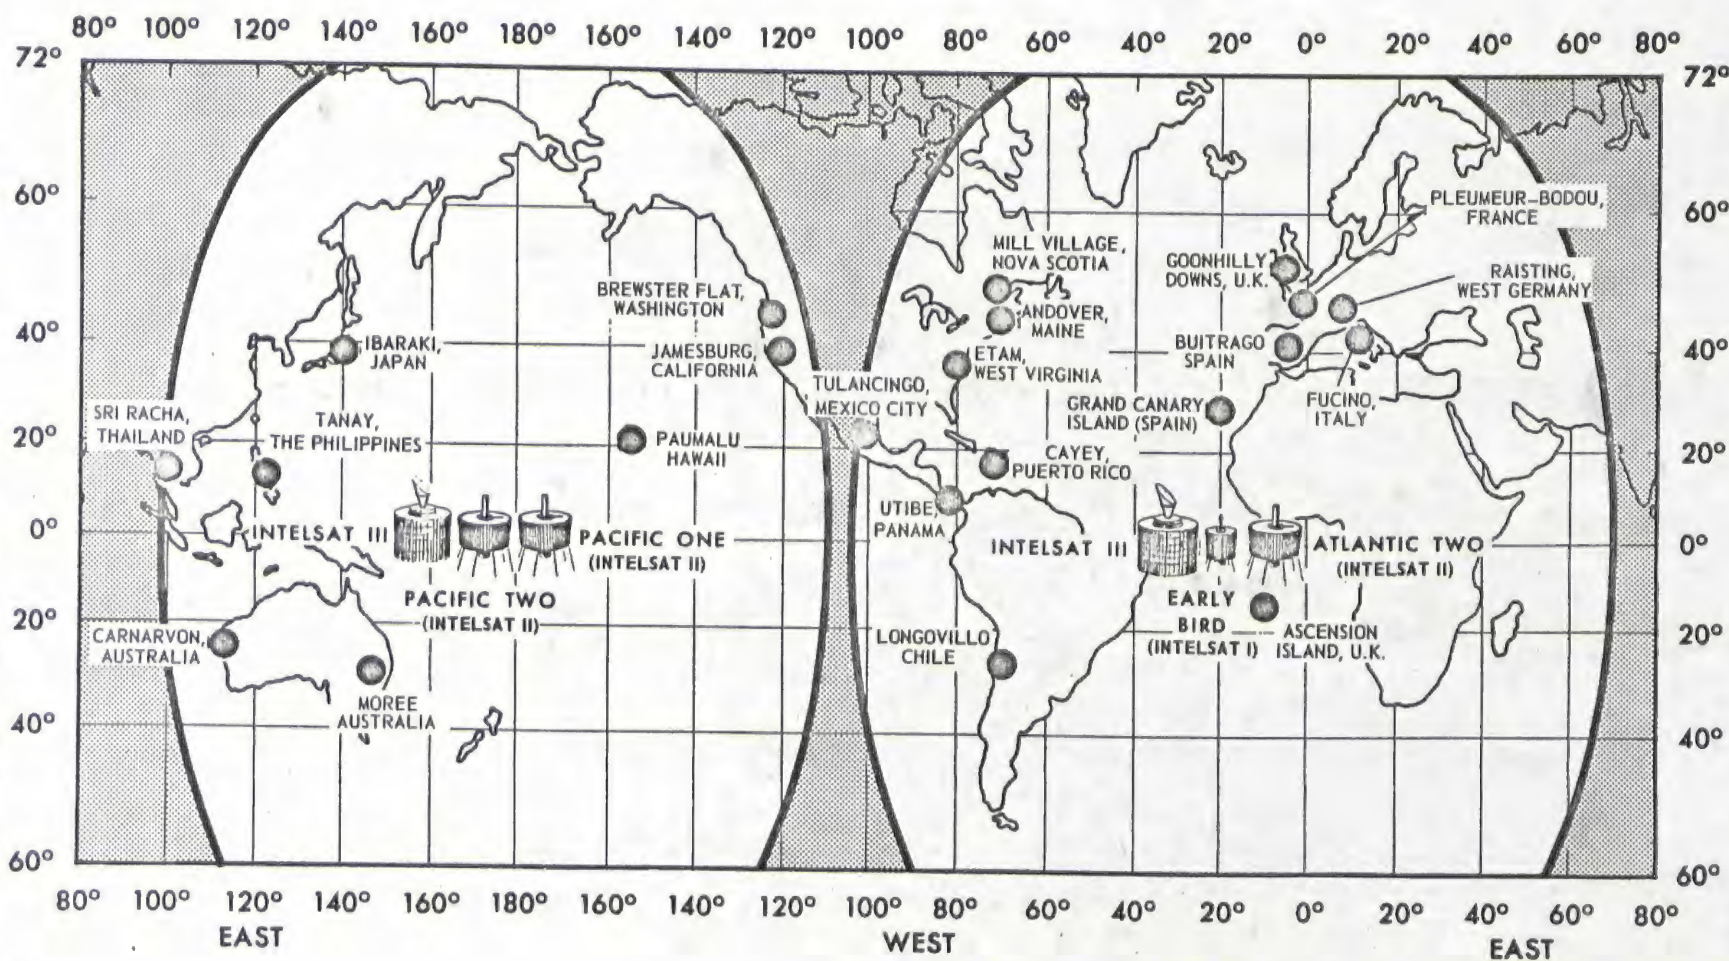 80° 100° 120° 140° 160° 180° 160° 140° 120° 100° 80° 60° 40° 20° 0° 20° 40° 60° 80°
72° 72°
60° 60°
40° 40°
20° 20°
0° 0°
20° 20°
40° 40°
60° 60°
SRI RACHA,
THAILAND
TANAY,
THE PHILIPPINES
IBARAKI,
JAPAN
BREWSTER FLAT,
WASHINGTON
JAMESBURG,
CALIFORNIA
PAUMALU
HAWAII
INTELSAT III
PACIFIC ONE
(INTELSAT II)
PACIFIC TWO
(INTELSAT II)
CARNARVON,
AUSTRALIA
MOREE
AUSTRALIA
TULANCINGO,
MEXICO CITY
MILL VILLAGE,
NOVA SCOTIA
ANDOVER,
MAINE
ETAM,
WEST VIRGINIA
CAYEY,
PUERTO RICO
UTIBE,
PANAMA
LONGOVILLO
CHILE
GOONHILLY
DOWNS, U.K.
PLEUMEUR-BODOU,
FRANCE
RAISTING,
WEST GERMANY
BUITRAGO
SPAIN
FUCINO,
ITALY
GRAND CANARY
ISLAND (SPAIN)
INTELSAT III
ATLANTIC TWO
(INTELSAT II)
EARLY
BIRD
(INTELSAT I)
ASCENSION
ISLAND, U.K.
80° 100° 120° 140° 160° 180° 160° 140° 120° 100° 80° 60° 40° 20° 0° 20° 40° 60° 80°
EAST WEST EAST